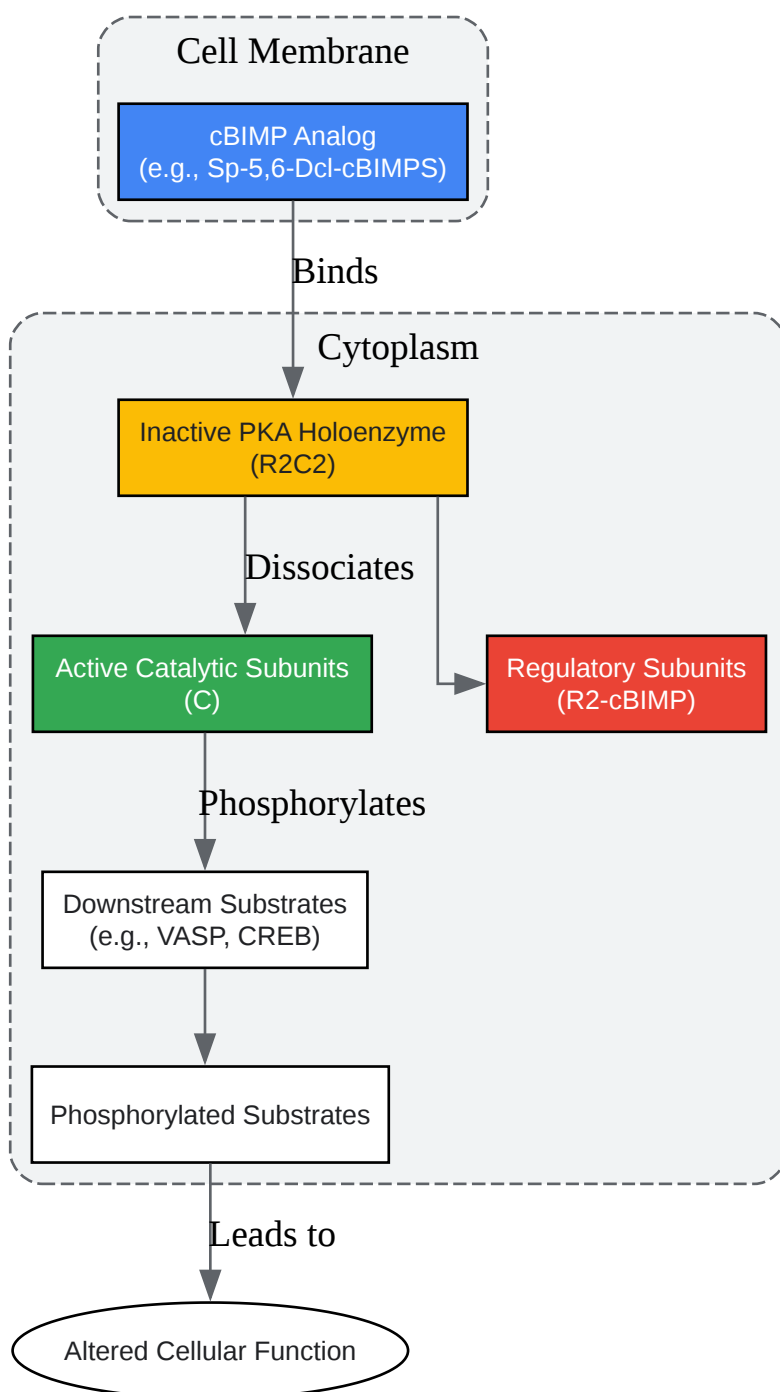 Cell Membrane
cBIMP Analog
(e.g., Sp-5,6-Dcl-cBIMPS)
Binds
Cytoplasm
Inactive PKA Holoenzyme
(R2C2)
Dissociates
Active Catalytic Subunits
(C)
Regulatory Subunits
(R2-cBIMP)
Phosphorylates
Downstream Substrates
(e.g., VASP, CREB)
Phosphorylated Substrates
Leads to
Altered Cellular Function